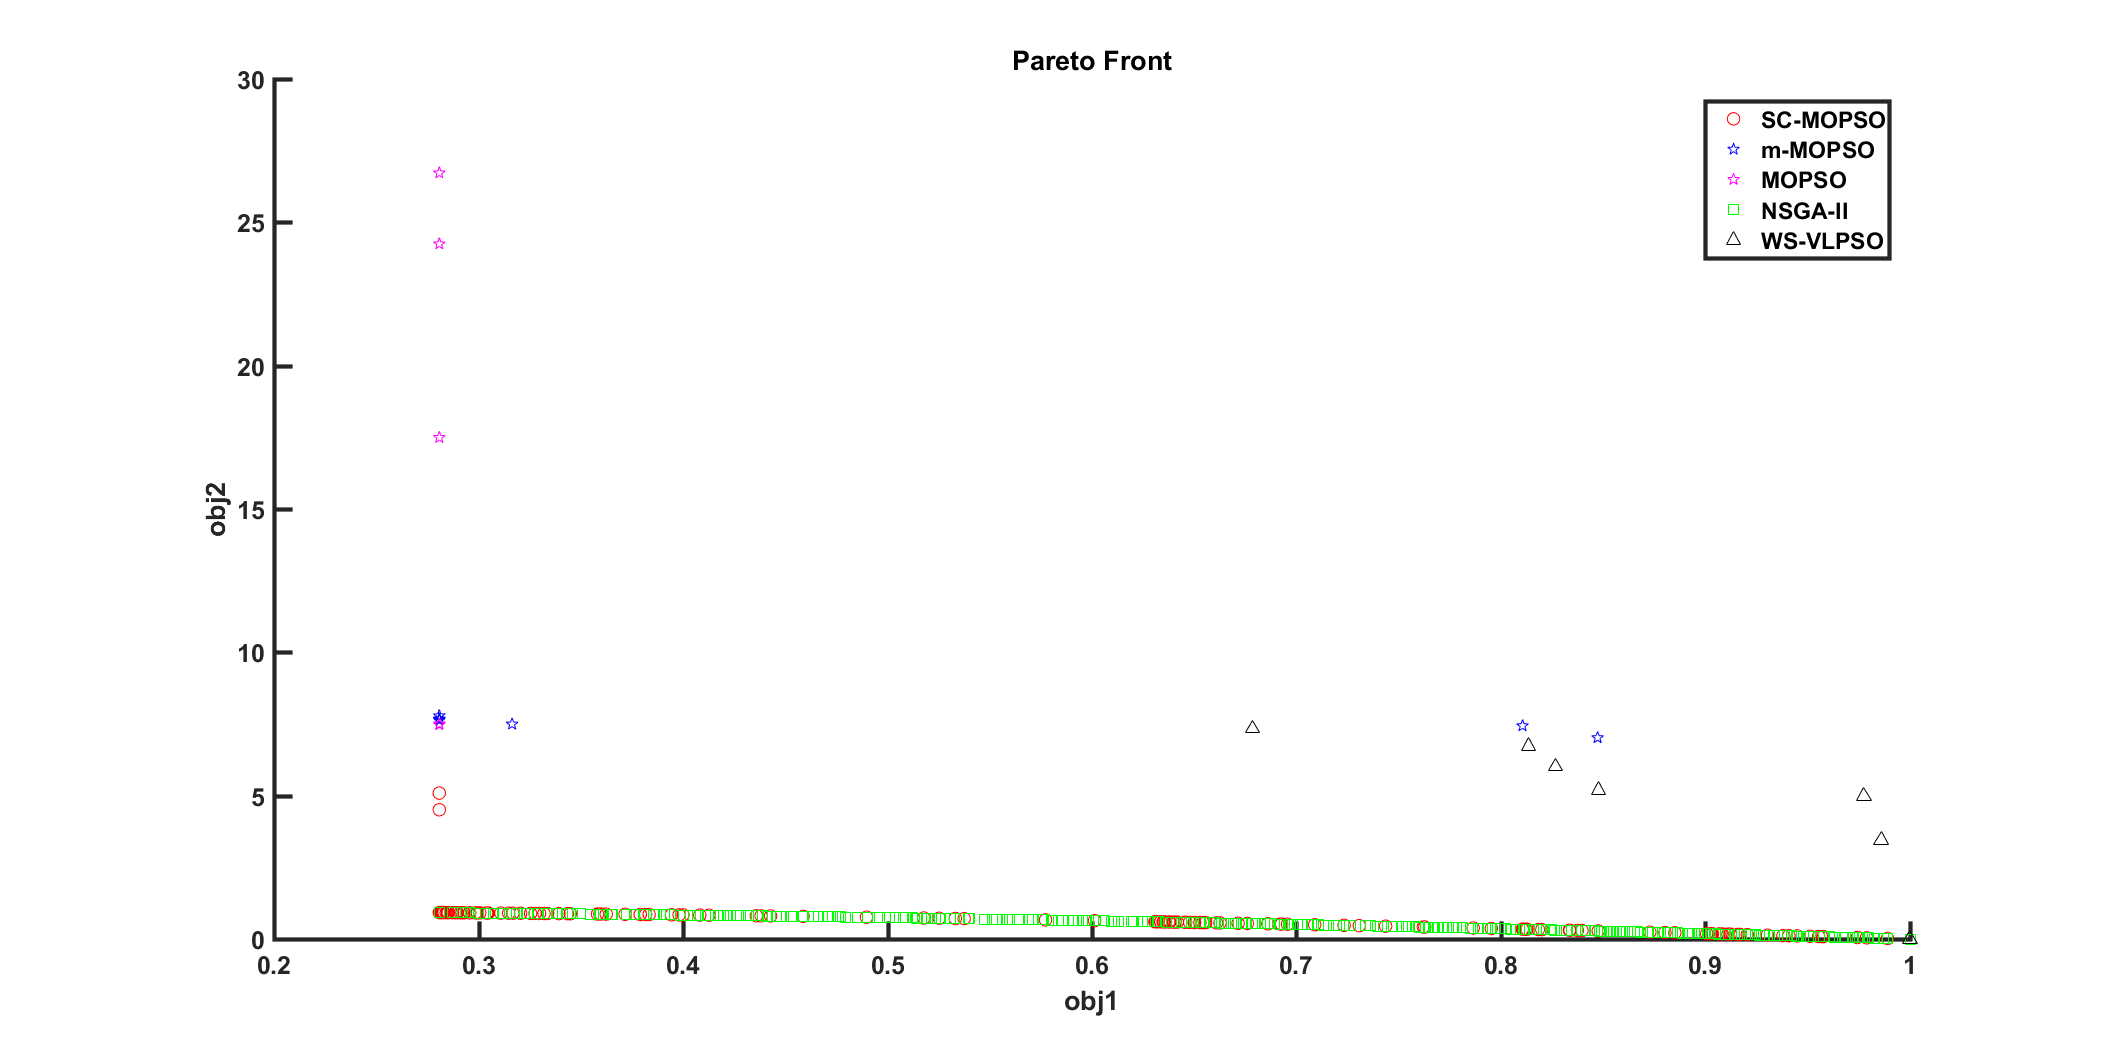 Pareto Front
30
25
20
15
10
5
0
obj2
SC-MOPSO
m-MOPSO
MOPSO
NSGA-II
WS-VLPSO
0.2 0.3 0.4 0.5 0.6 0.7 0.8 0.9 1
obj1